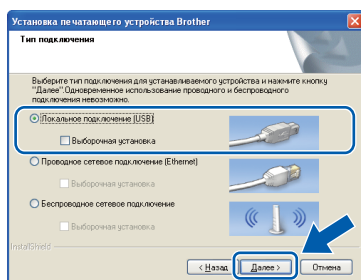 Установка печатающего устройства Brother
Тип подключения
Выберите тип подключения для устанавливаемого устройства и нажмите кнопку
"Далее".Одновременное использование проводного и беспроводного
подключения невозможно.
Локальное подключение (USB)
Выборочная установка
Проводное сетевое подключение (Ethernet)
Выборочная установка
Беспроводное сетевое подключение
Выборочная установка
InstallShield
< Назад
Далее >
Отмена